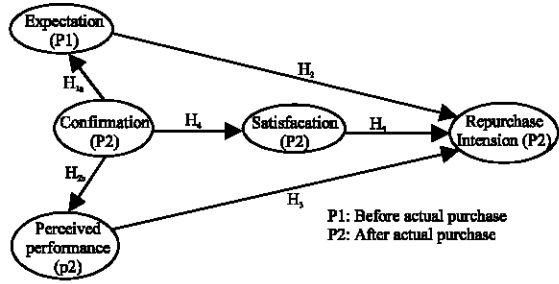 Expectation
(P1)
H2
H1a
Confirmation
(P2)
H4
Satisfacation
(P2)
H1
Repurchase
Intension (P2)
H2b
Perceived
performance
(p2)
H3
P1: Before actual purchase
P2: After actual purchase